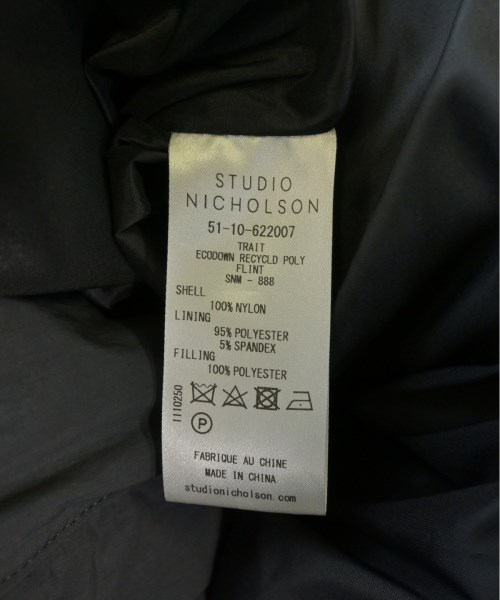 STUDIO
NICHOLSON
51-10-622007
TRAIT
ECODOWN RECYCLD POLY
FLINT
SNM - 888
SHELL
100% NYLON
LINING
95% POLYESTER
5% SPANDEX
FILLING
100% POLYESTER
1110250
P
FABRIQUE AU CHINE
MADE IN CHINA
studionicholson.com